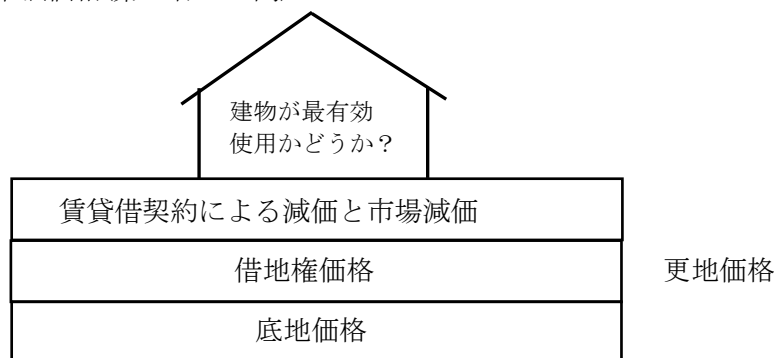 建物が最有効
使用かどうか？
賃貸借契約による減価と市場減価
借地権価格
更地価格
底地価格